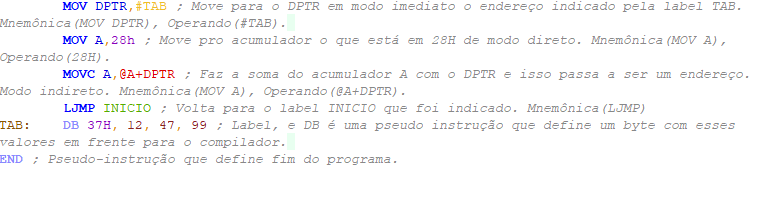 MOV DPTR,#TAB ; Move para o DPTR em modo imediato o endereço indicado pela label TAB.
Mnemônica(MOV DPTR), Operando(#TAB).
MOV A,28h ; Move pro acumulador o que está em 28H de modo direto. Mnemônica(MOV A),
Operando(28H).
MOVC A,@A+DPTR ; Faz a soma do acumulador A com o DPTR e isso passa a ser um endereço.
Modo indireto. Mnemônica(MOV A), Operando(@A+DPTR).
LJMP INICIO ; Volta para o label INICIO que foi indicado. Mnemônica(LJMP)
TAB: DB 37H, 12, 47, 99 ; Label, e DB é uma pseudo instrução que define um byte com esses
valores em frente para o compilador.
END ; Pseudo-instrução que define fim do programa.